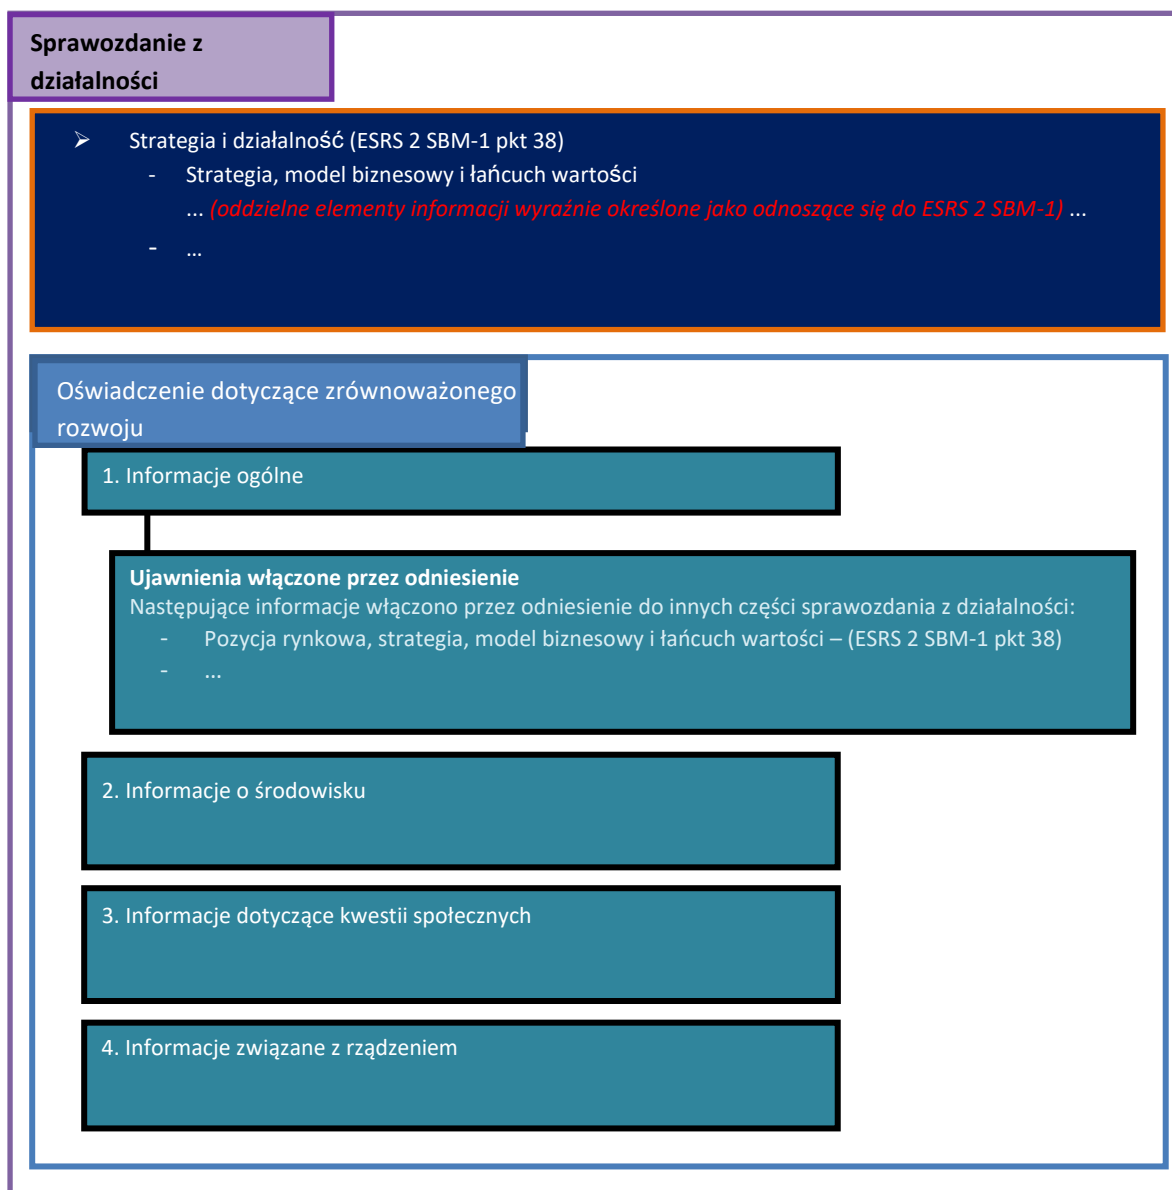 Sprawozdanie z
działalności
➢ Strategia i działalność (ESRS 2 SBM-1 pkt 38)
- Strategia, model biznesowy i łańcuch wartości
... (oddzielne elementy informacji wyraźnie określone jako odnoszące się do ESRS 2 SBM-1) ...
- ...
Oświadczenie dotyczące zrównoważonego
rozwoju
1. Informacje ogólne
Ujawnienia włączone przez odniesienie
Następujące informacje włączono przez odniesienie do innych części sprawozdania z działalności:
- Pozycja rynkowa, strategia, model biznesowy i łańcuch wartości – (ESRS 2 SBM-1 pkt 38)
- ...
2. Informacje o środowisku
3. Informacje dotyczące kwestii społecznych
4. Informacje związane z rządzeniem